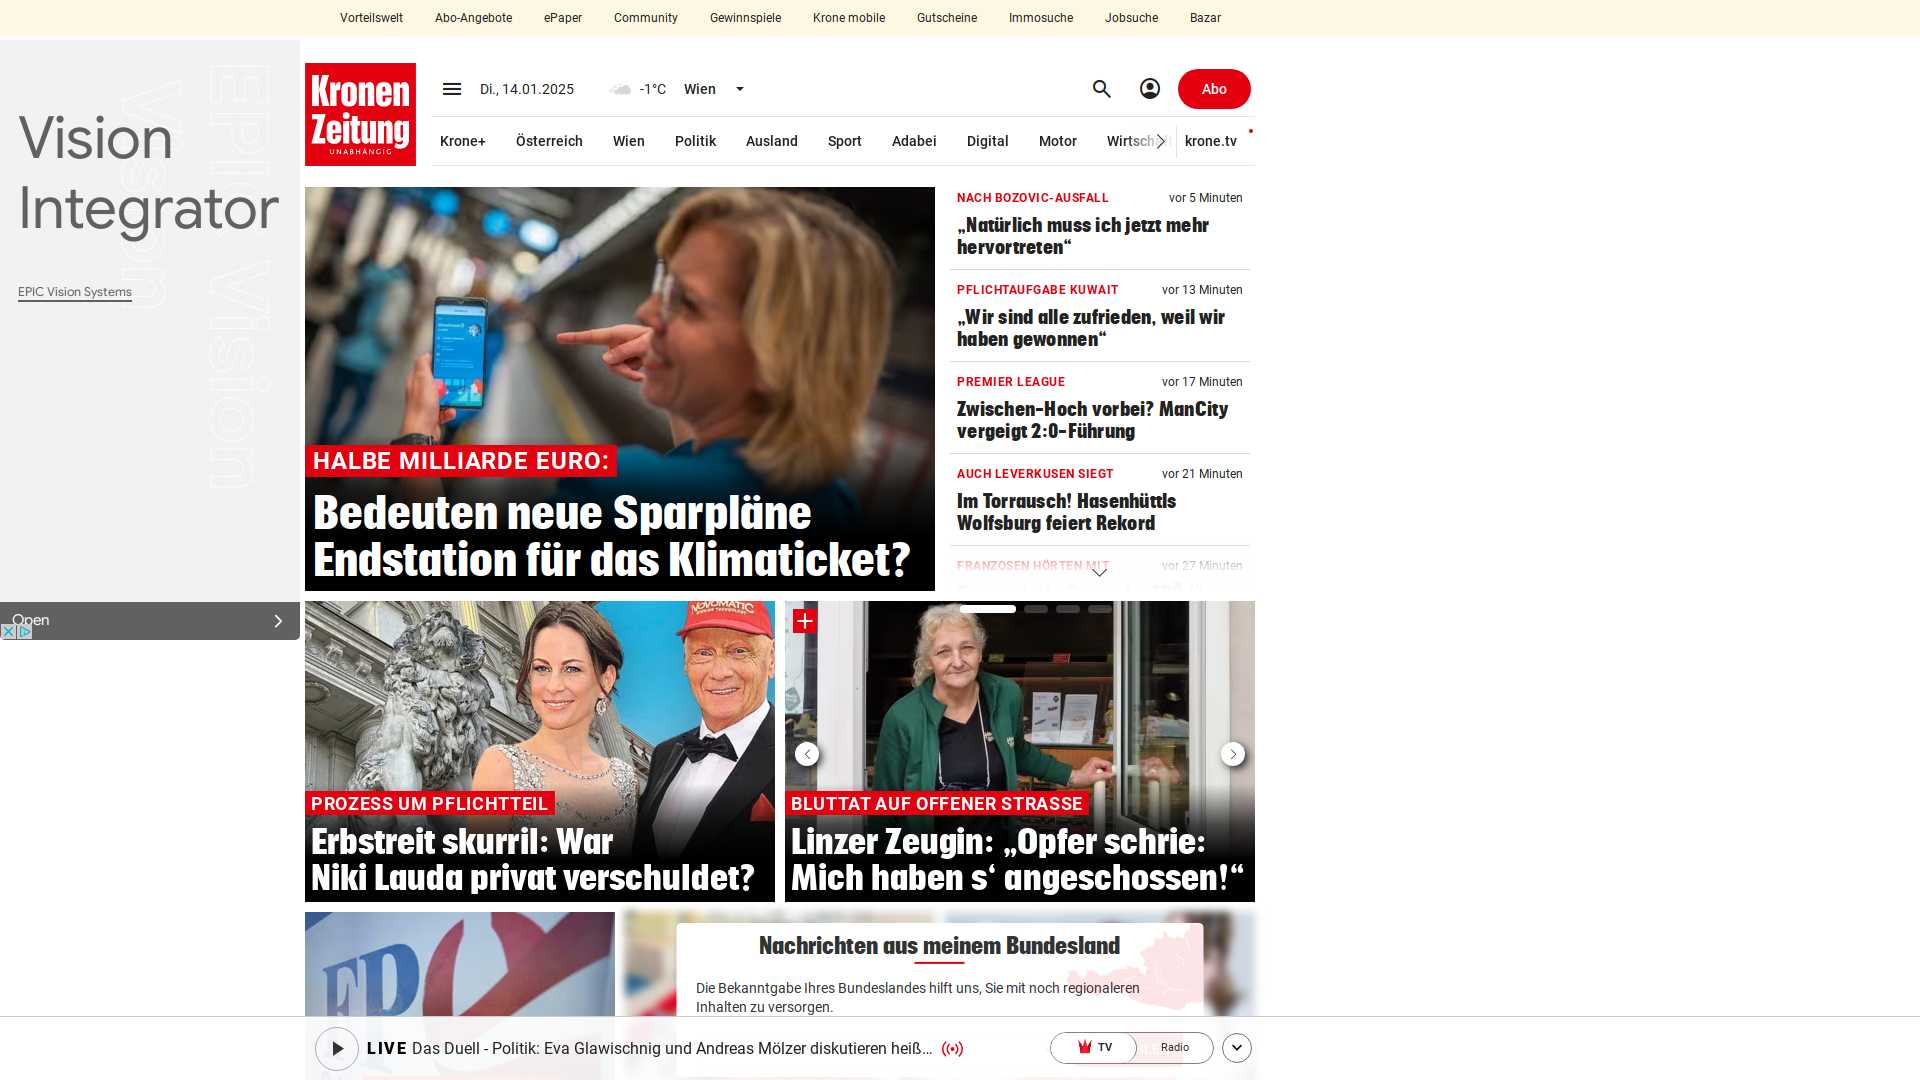 Vorteilswelt Abo-Angebote ePaper Community Gewinnspiele Krone mobile Gutscheine Immosuche Jobsuche Bazar
Vision
Integrator
EPIC Vision Systems
EPIC Vision
Vision
Open
Kronen
Zeitung
UNABHÄNGIG
Di., 14.01.2025 -1°C Wien Abo
Krone+ Österreich Wien Politik Ausland Sport Adabei Digital Motor krone.tv
HALBE MILLIARDE EURO:
Bedeuten neue Sparpläne
Endstation für das Klimaticket?
NACH BOZOVIC-AUSFALL vor 5 Minuten
„Natürlich muss ich jetzt mehr
hervortreten“
PFLICHTAUFGABE KUWAIT vor 13 Minuten
„Wir sind alle zufrieden, weil wir
haben gewonnen“
PREMIER LEAGUE vor 17 Minuten
Zwischen-Hoch vorbei? ManCity
vergeigt 2:0-Führung
AUCH LEVERKUSEN SIEGT vor 21 Minuten
Im Torrausch! Hasenhüttls
Wolfsburg feiert Rekord
FRANZOSEN HÖRTEN MIT vor 27 Minuten
NOVOMATIC
PROZESS UM PFLICHTTEIL
Erbstreit skurril: War
Niki Lauda privat verschuldet?
BLUTTAT AUF OFFENER STRASSE
Linzer Zeugin: „Opfer schrie:
Mich haben s‘ angeschossen!“
Nachrichten aus meinem Bundesland
Die Bekanntgabe Ihres Bundeslandes hilft uns, Sie mit noch regionaleren
Inhalten zu versorgen.
LIVE Das Duell - Politik: Eva Glawischnig und Andreas Mölzer diskutieren heiß…
TV Radio